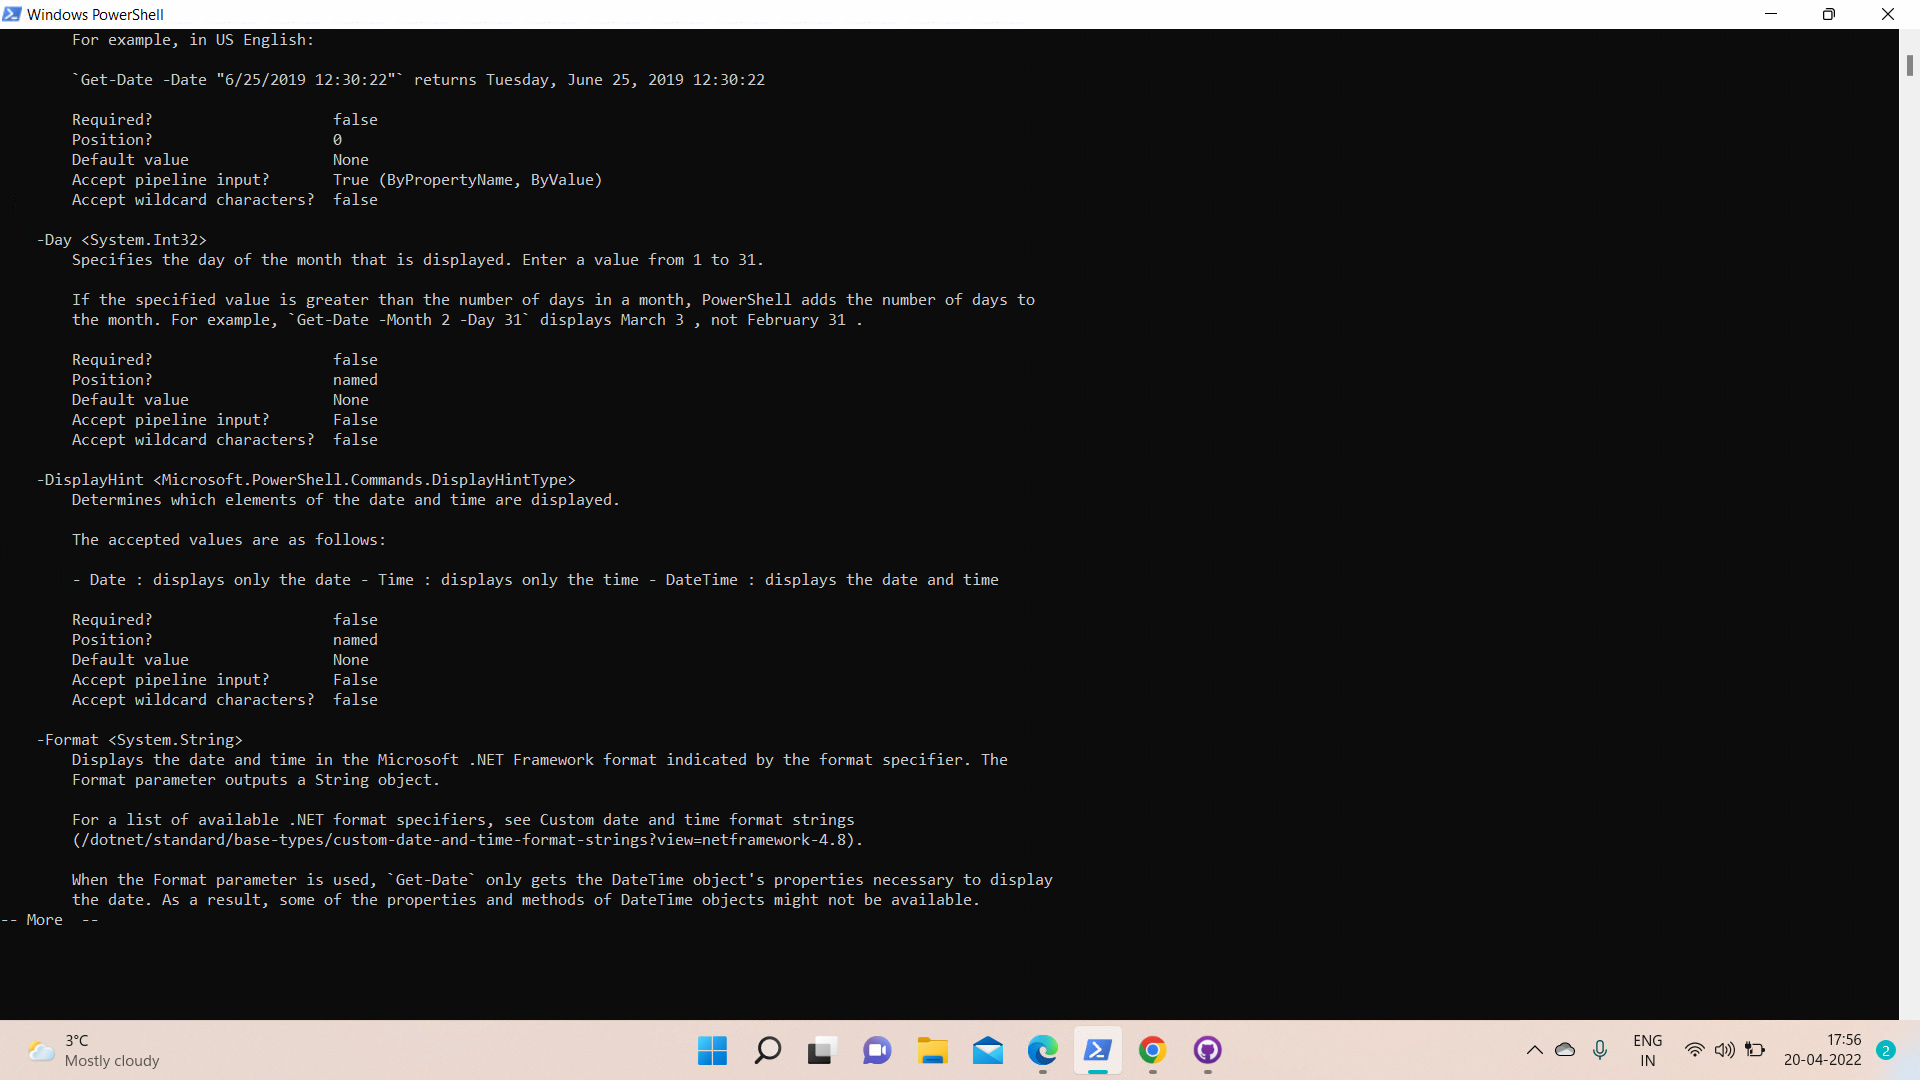 Windows PowerShell
For example, in US English:
`Get-Date -Date "6/25/2019 12:30:22"` returns Tuesday, June 25, 2019 12:30:22
Required? false
Position? 0
Default value None
Accept pipeline input? True (ByPropertyName, ByValue)
Accept wildcard characters? false
-Day <System.Int32>
Specifies the day of the month that is displayed. Enter a value from 1 to 31.
If the specified value is greater than the number of days in a month, PowerShell adds the number of days to
the month. For example, `Get-Date -Month 2 -Day 31` displays March 3 , not February 31 .
Required? false
Position? named
Default value None
Accept pipeline input? False
Accept wildcard characters? false
-DisplayHint <Microsoft.PowerShell.Commands.DisplayHintType>
Determines which elements of the date and time are displayed.
The accepted values are as follows:
- Date : displays only the date - Time : displays only the time - DateTime : displays the date and time
Required? false
Position? named
Default value None
Accept pipeline input? False
Accept wildcard characters? false
-Format <System.String>
Displays the date and time in the Microsoft .NET Framework format indicated by the format specifier. The
Format parameter outputs a String object.
For a list of available .NET format specifiers, see Custom date and time format strings
(/dotnet/standard/base-types/custom-date-and-time-format-strings?view=netframework-4.8).
When the Format parameter is used, `Get-Date` only gets the DateTime object's properties necessary to display
the date. As a result, some of the properties and methods of DateTime objects might not be available.
-- More --
3°C
Mostly cloudy
ENG
IN
17:56
20-04-2022
2